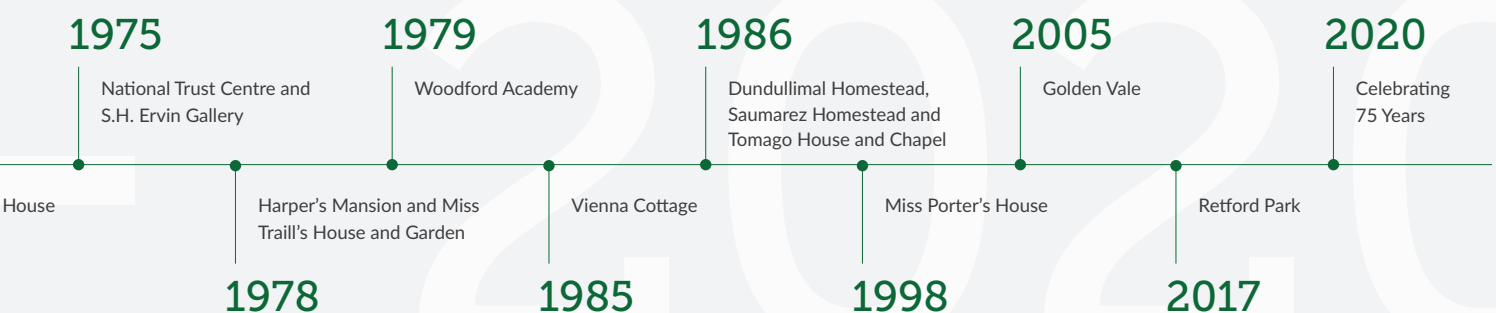 1975
1979
1986
2005
2020
National Trust Centre and
S.H. Ervin Gallery
Woodford Academy
Dundullimal Homestead,
Saumarez Homestead and
Tomago House and Chapel
Golden Vale
Celebrating
75 Years
House
Harper's Mansion and Miss
Traill's House and Garden
Vienna Cottage
Miss Porter's House
Retford Park
1978
1985
1998
2017